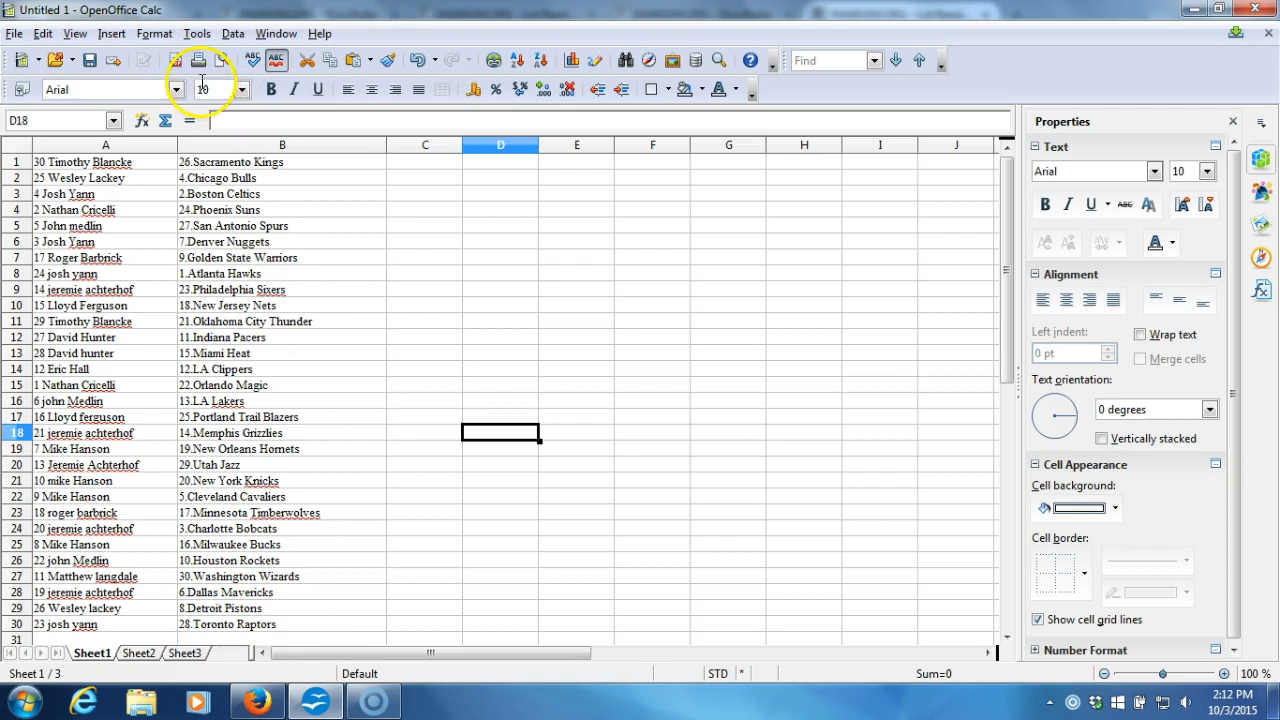 Untitled 1 - OpenOffice Calc
File Edit View Insert Format Tools Data Window Help
Find
Arial 10
D18
Properties
A B C D E F G H I J
1 30 Timothy Blancke 26.Sacramento Kings
2 25 Wesley Lackey 4.Chicago Bulls
3 4 Josh Yann 2.Boston Celtics
4 2 Nathan Cricelli 24.Phoenix Suns
5 5 John medlin 27.San Antonio Spurs
6 3 Josh Yann 7.Denver Nuggets
7 17 Roger Barbrick 9.Golden State Warriors
8 24 josh yann 1.Atlanta Hawks
9 14 jeremie achterhof 23.Philadelphia Sixers
10 15 Lloyd Ferguson 18.New Jersey Nets
11 29 Timothy Blancke 21.Oklahoma City Thunder
12 27 David Hunter 11.Indiana Pacers
13 28 David hunter 15.Miami Heat
14 12 Eric Hall 12.LA Clippers
15 1 Nathan Cricelli 22.Orlando Magic
16 6 john Medlin 13.LA Lakers
17 16 Lloyd ferguson 25.Portland Trail Blazers
18 21 jeremie achterhof 14.Memphis Grizzlies
19 7 Mike Hanson 19.New Orleans Hornets
20 13 Jeremie Achterhof 29.Utah Jazz
21 10 mike Hanson 20.New York Knicks
22 9 Mike Hanson 5.Cleveland Cavaliers
23 18 roger barbrick 17.Minnesota Timberwolves
24 20 jeremie achterhof 3.Charlotte Bobcats
25 8 Mike Hanson 16.Milwaukee Bucks
26 22 john Medlin 10.Houston Rockets
27 11 Matthew langdale 30.Washington Wizards
28 19 jeremie achterhof 6.Dallas Mavericks
29 26 Wesley lackey 8.Detroit Pistons
30 23 josh yann 28.Toronto Raptors
31
Text
Arial 10
Alignment
Left indent:
Wrap text
0 pt
Merge cells
Text orientation:
0 degrees
Vertically stacked
Cell Appearance
Cell background:
Cell border:
Show cell grid lines
Number Format
Sheet1 Sheet2 Sheet3
Sheet 1 / 3 Default STD * Sum=0 100 %
2:12 PM
10/3/2015